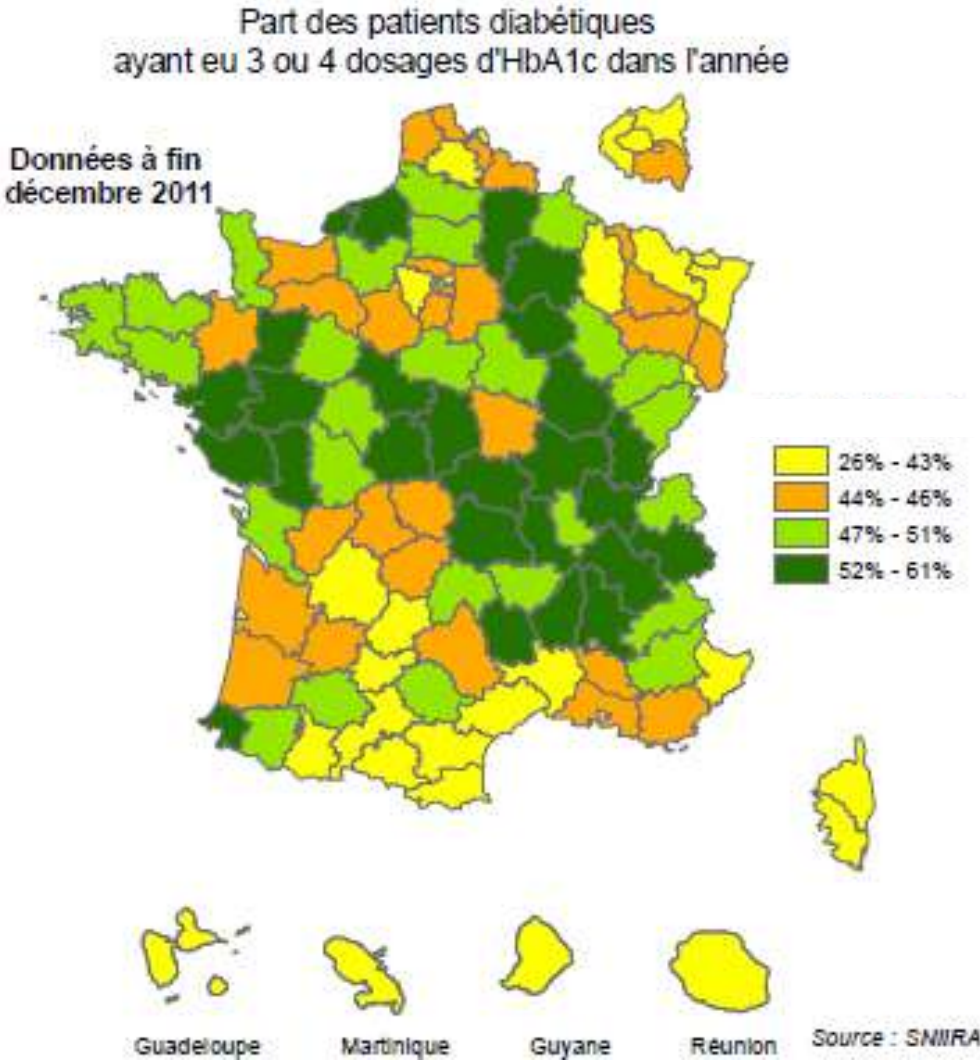 Part des patients diabétiques
ayant eu 3 ou 4 dosages d'HbA1c dans l'année
Données à fin
décembre 2011
26% - 43%
44% - 46%
47% - 51%
52% - 61%
Guadeloupe
Martinique
Guyane
Réunion
Source : SNIIRA